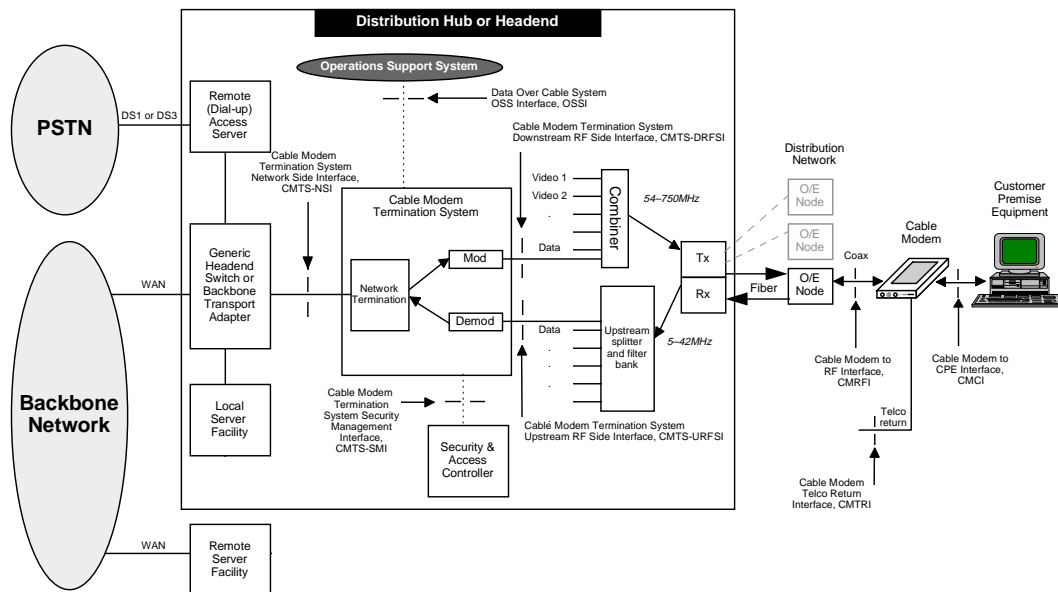 Distribution Hub or Headend
Operations Support System
PSTN
DS1 or DS3
Remote
(Dial-up)
Access
Server
Data Over Cable System
OSS Interface, OSSI
Cable Modem
Termination System
Network Side Interface,
CMTS-NSI
Cable Modem Termination System
Downstream RF Side Interface, CMTS-DRFSI
Cable Modem
Termination System
Video 1
Video 2
.
.
Data
Combiner
54–750MHz
Distribution
Network
O/E
Node
O/E
Node
O/E
Node
Customer
Premise
Equipment
Cable
Modem
Coax
Tx
Rx
Fiber
Mod
Network
Termination
Demod
WAN
Generic
Headend
Switch or
Backbone
Transport
Adapter
Data
.
.
.
.
Upstream
splitter
and filter
bank
5–42MHz
Cable Modem to
RF Interface,
CMRFI
Cable Modem to
CPE Interface,
CMCI
Backbone
Network
Local
Server
Facility
Cable Modem
Termination
System Security
Management
Interface,
CMTS-SMI
Security &
Access
Controller
Cable Modem Termination System
Upstream RF Side Interface, CMTS-URFSI
Telco
return
Cable Modem
Telco Return
Interface, CMTRI
WAN
Remote
Server
Facility